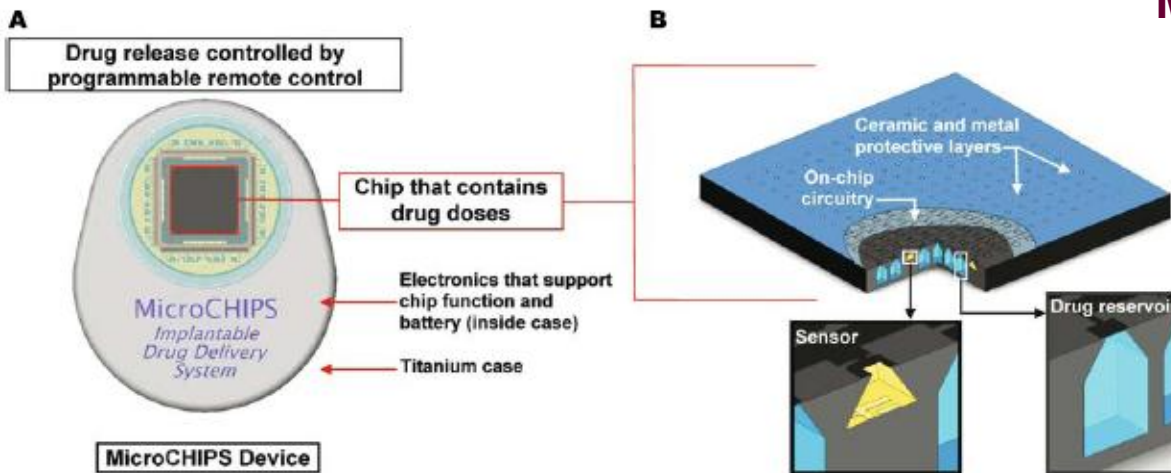 A
Drug release controlled by
programmable remote control
Chip that contains
drug doses
MicroCHIPS
Implantable
Drug Delivery
System
Electronics that support
chip function and
battery (inside case)
Titanium case
MicroCHIPS Device
B
Ceramic and metal
protective layers
On-chip
circuitry
Sensor
Drug reservoi